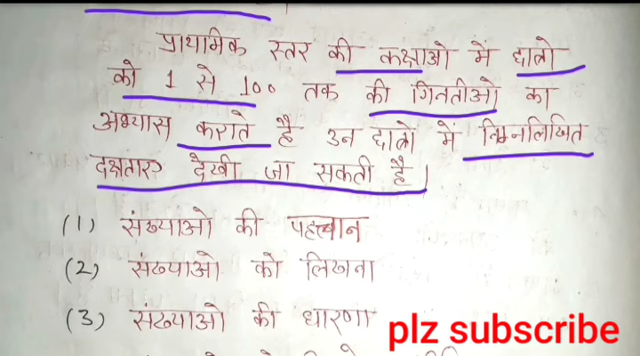 प्राथमिक स्तर की कक्षाओ में छात्रो
को 1 से 100 तक की गिनतीओ का
अभ्यास कराते है उन छात्रो में निम्नलिखित
दक्षताए देखी जा सकती है।
(1) संख्याओ की पहचान
(2) संख्याओ को लिखना
(3) संख्याओ की धारणा
plz subscribe